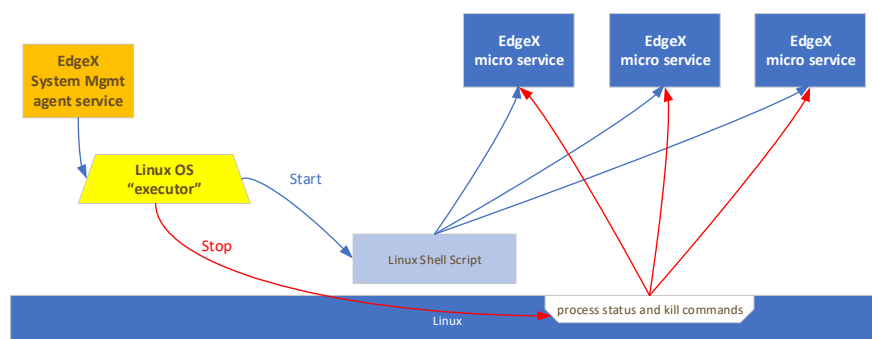 EdgeX
System Mgmt
agent service
EdgeX
micro service
EdgeX
micro service
EdgeX
micro service
Linux OS
“executor”
Start
Stop
Linux Shell Script
process status and kill commands
Linux